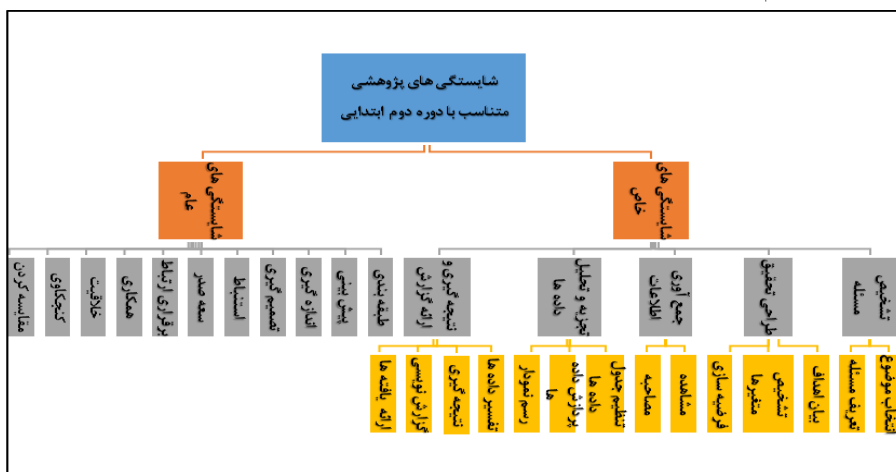 شایستگی های پژوهشی
متناسب با دوره دوم ابتدایی
شایستگی های
خاص
شایستگی های
عام
تشخیص
مسئله
طراحی تحقیق
جمع آوری
اطلاعات
تجزیه و تحلیل
داده ها
نتیجه گیری و
ارائه گزارش
طبقه بندی
پیش بینی
اندازه گیری
تصمیم گیری
استنباط
سعه صدر
برقراری ارتباط
همکاری
خلاقیت
کنجکاوی
مقایسه کردن
انتخاب موضوع
تعریف مسئله
بیان اهداف
تشخیص
متغیرها
فرضیه سازی
مشاهده
مصاحبه
تنظیم جدول
داده ها
پردازش داده
ها
رسم نمودار
تفسیر داده ها
نتیجه گیری
گزارش نویسی
ارائه یافته ها